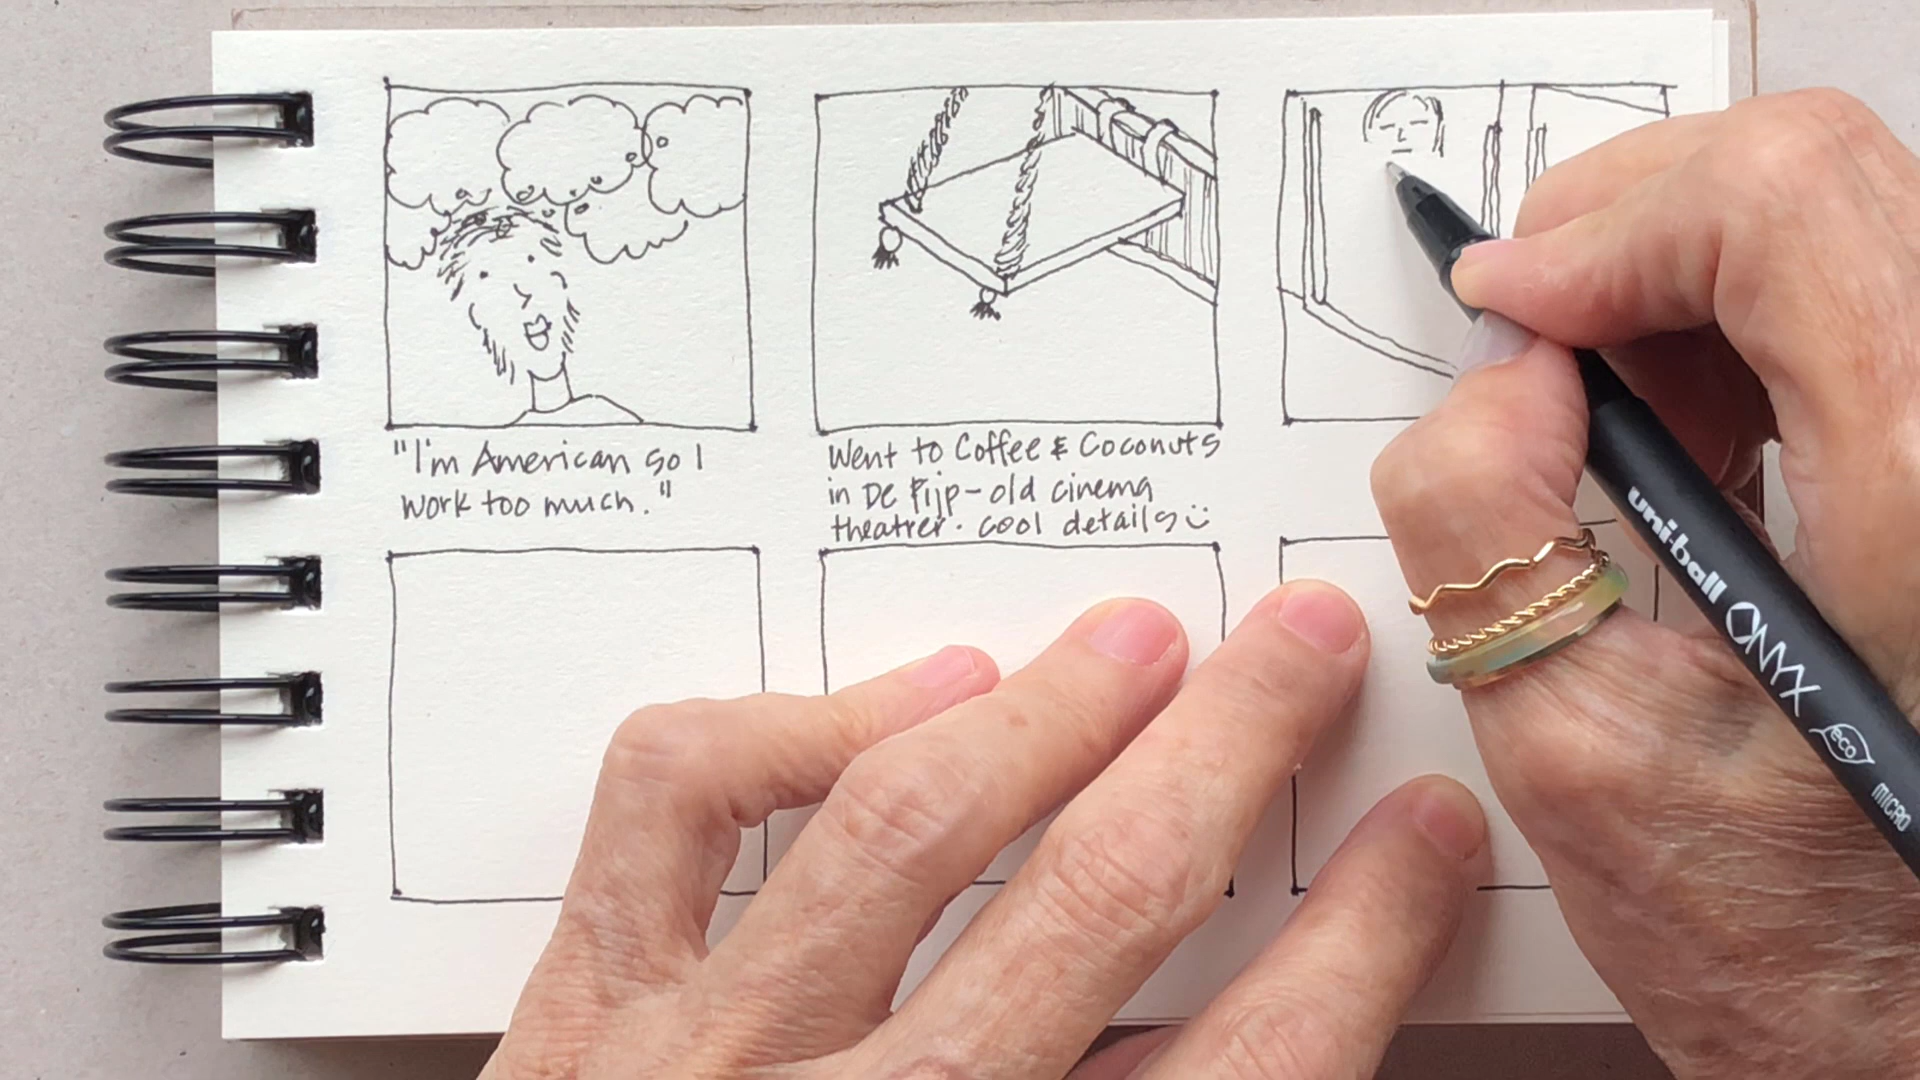 "I'm American so I
work too much."
Went to Coffee & Coconuts
in De Pijp - old cinema
theatrer. cool details
uni-ball ONYX eco MICRO